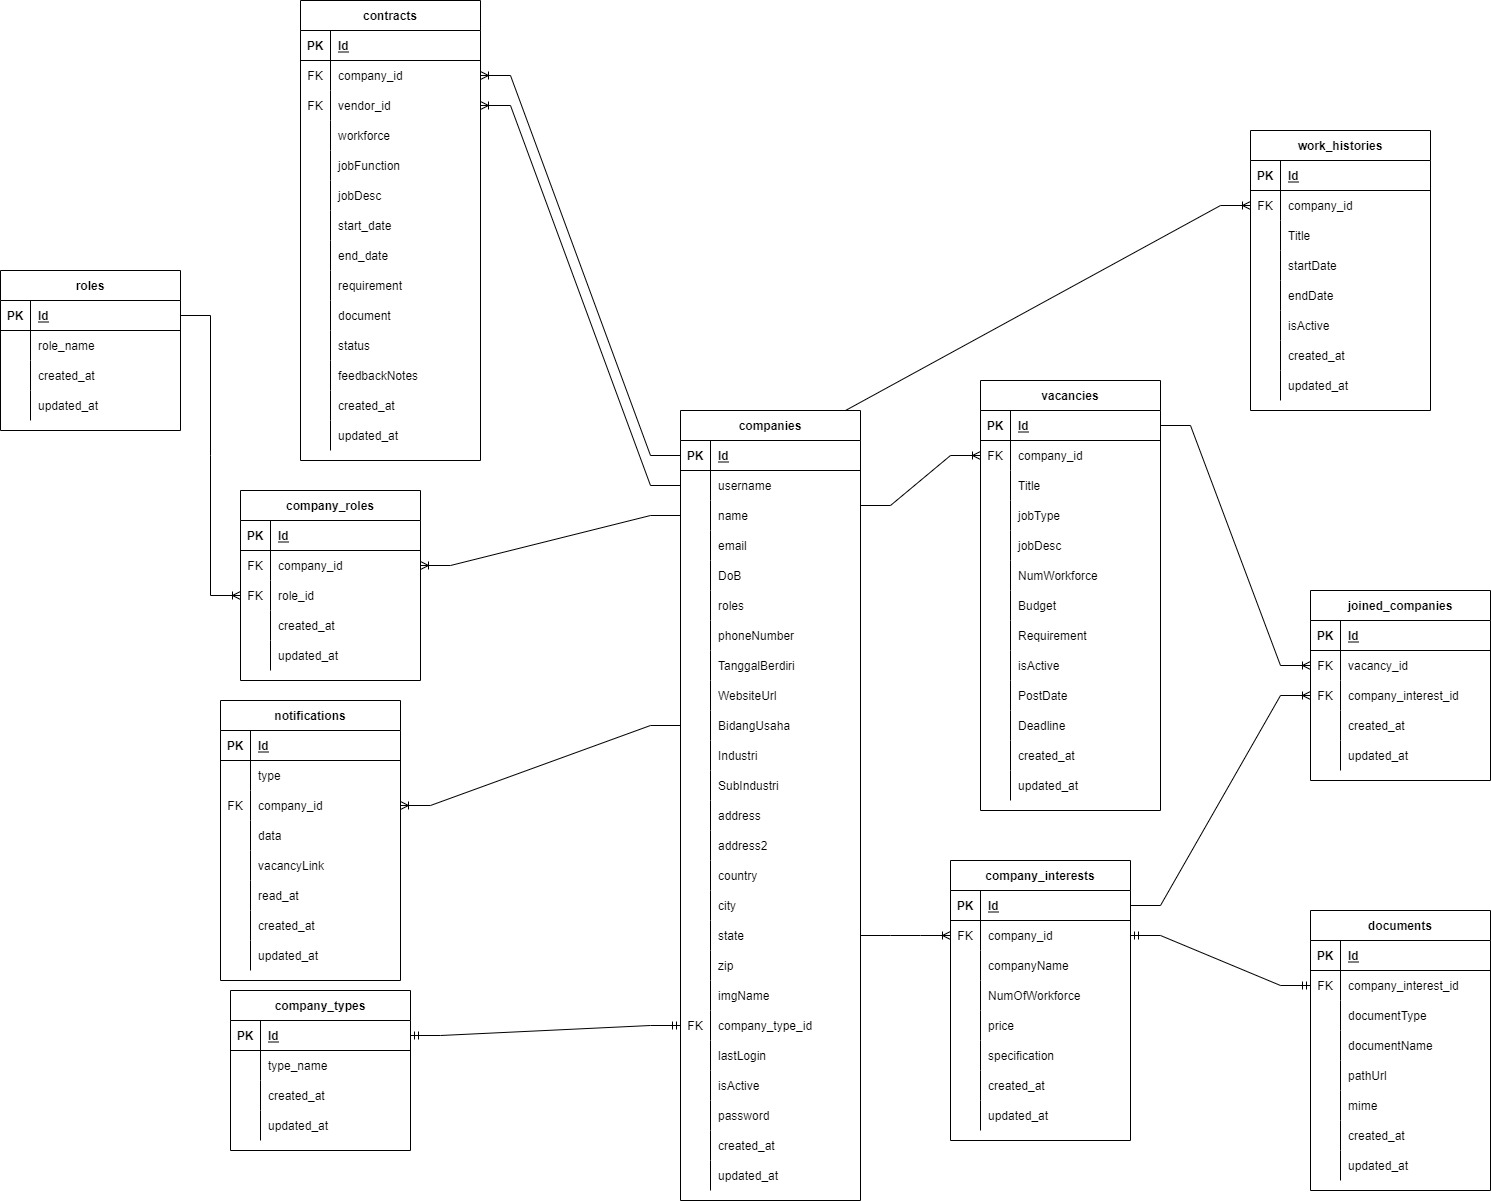 contracts
PK Id
FK company_id
FK vendor_id
workforce
jobFunction
jobDesc
start_date
end_date
requirement
document
status
feedbackNotes
created_at
updated_at
work_histories
PK Id
FK company_id
Title
startDate
endDate
isActive
created_at
updated_at
roles
PK Id
role_name
created_at
updated_at
companies
PK Id
username
name
email
DoB
roles
phoneNumber
TanggalBerdiri
WebsiteUrl
BidangUsaha
Industri
SubIndustri
address
address2
country
city
state
zip
imgName
FK company_type_id
lastLogin
isActive
password
created_at
updated_at
vacancies
PK Id
FK company_id
Title
jobType
jobDesc
NumWorkforce
Budget
Requirement
isActive
PostDate
Deadline
created_at
updated_at
company_roles
PK Id
FK company_id
FK role_id
created_at
updated_at
joined_companies
PK Id
FK vacancy_id
FK company_interest_id
created_at
updated_at
notifications
PK Id
type
FK company_id
data
vacancyLink
read_at
created_at
updated_at
company_interests
PK Id
FK company_id
companyName
NumOfWorkforce
price
specification
created_at
updated_at
documents
PK Id
FK company_interest_id
documentType
documentName
pathUrl
mime
created_at
updated_at
company_types
PK Id
type_name
created_at
updated_at